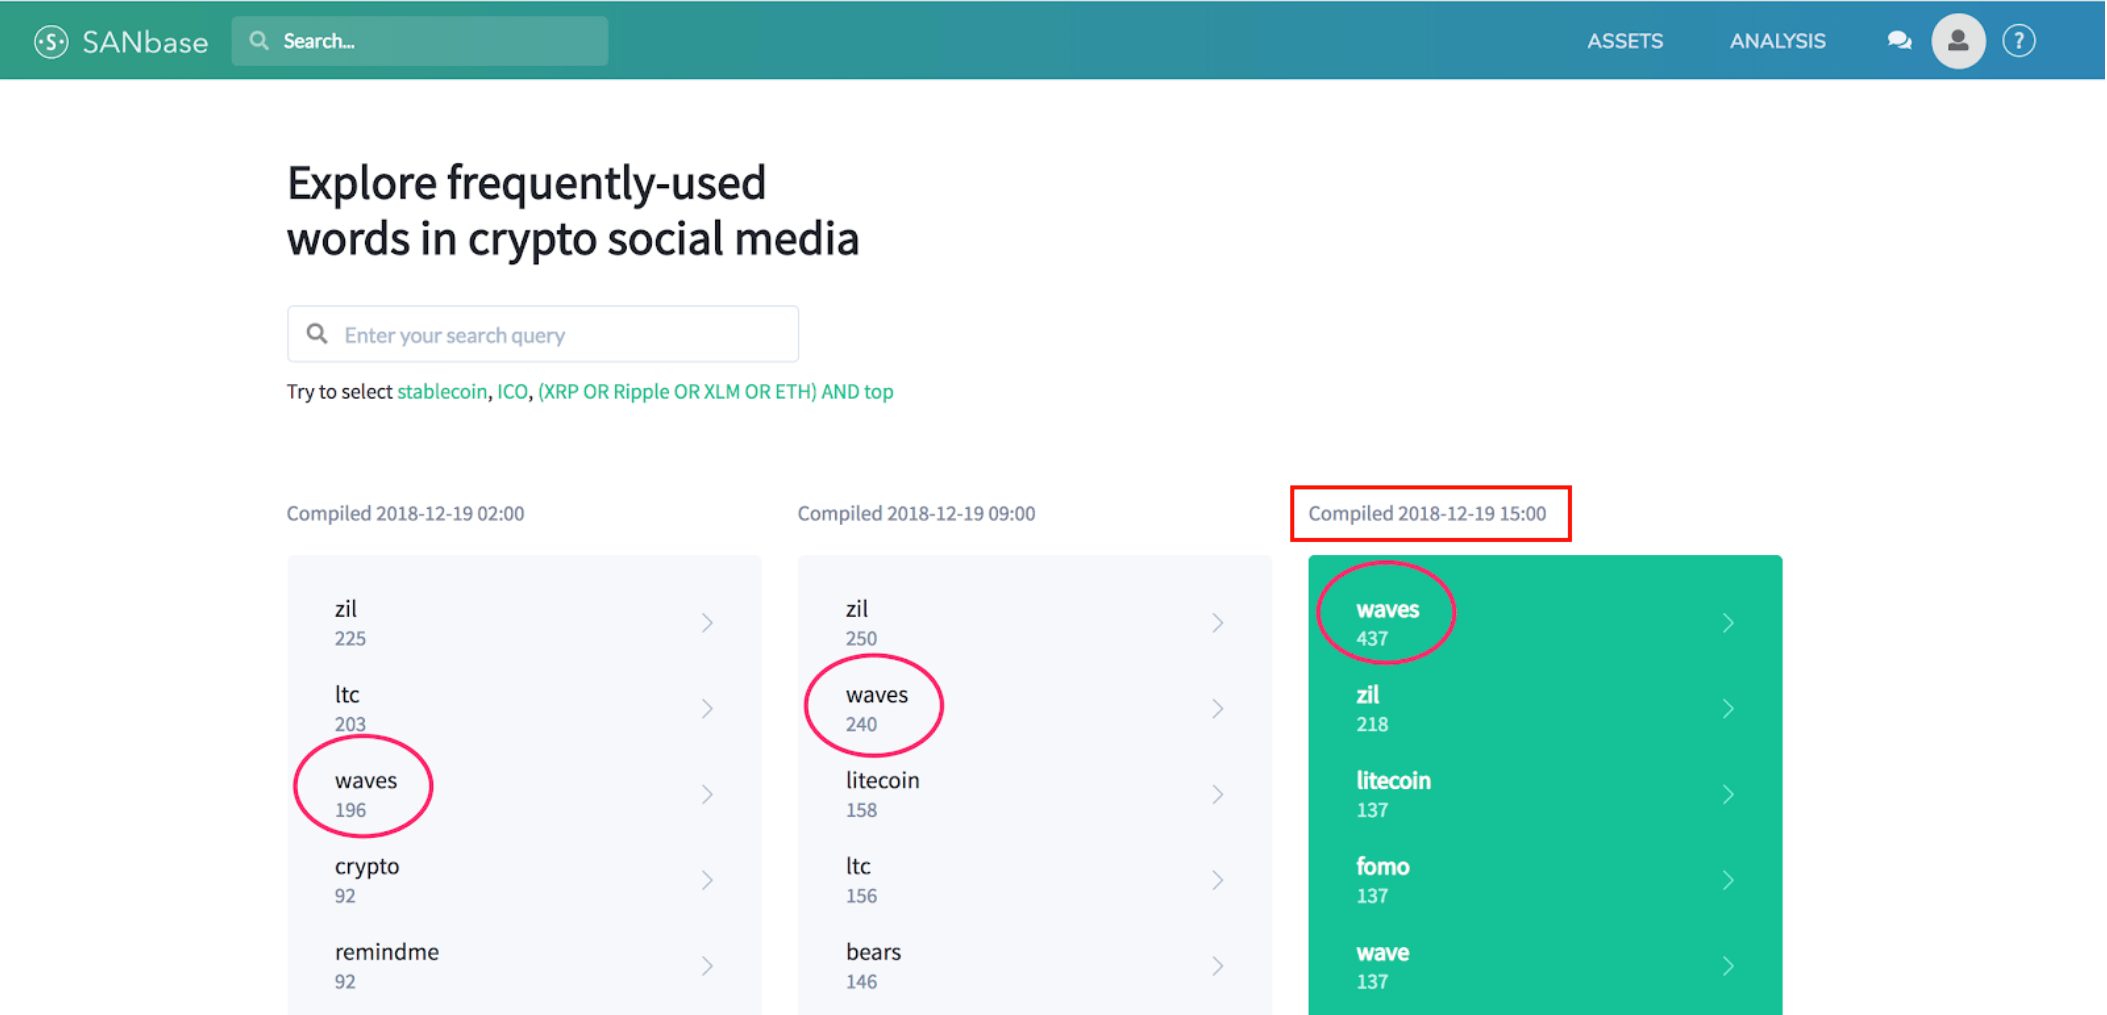 SANbase
Search...
ASSETS
ANALYSIS
?
Explore frequently-used
words in crypto social media
Enter your search query
Try to select stablecoin, ICO, (XRP OR Ripple OR XLM OR ETH) AND top
Compiled 2018-12-19 02:00
zil
225
ltc
203
waves
196
crypto
92
remindme
92
Compiled 2018-12-19 09:00
zil
250
waves
240
litecoin
158
ltc
156
bears
146
Compiled 2018-12-19 15:00
waves
437
zil
218
litecoin
137
fomo
137
wave
137